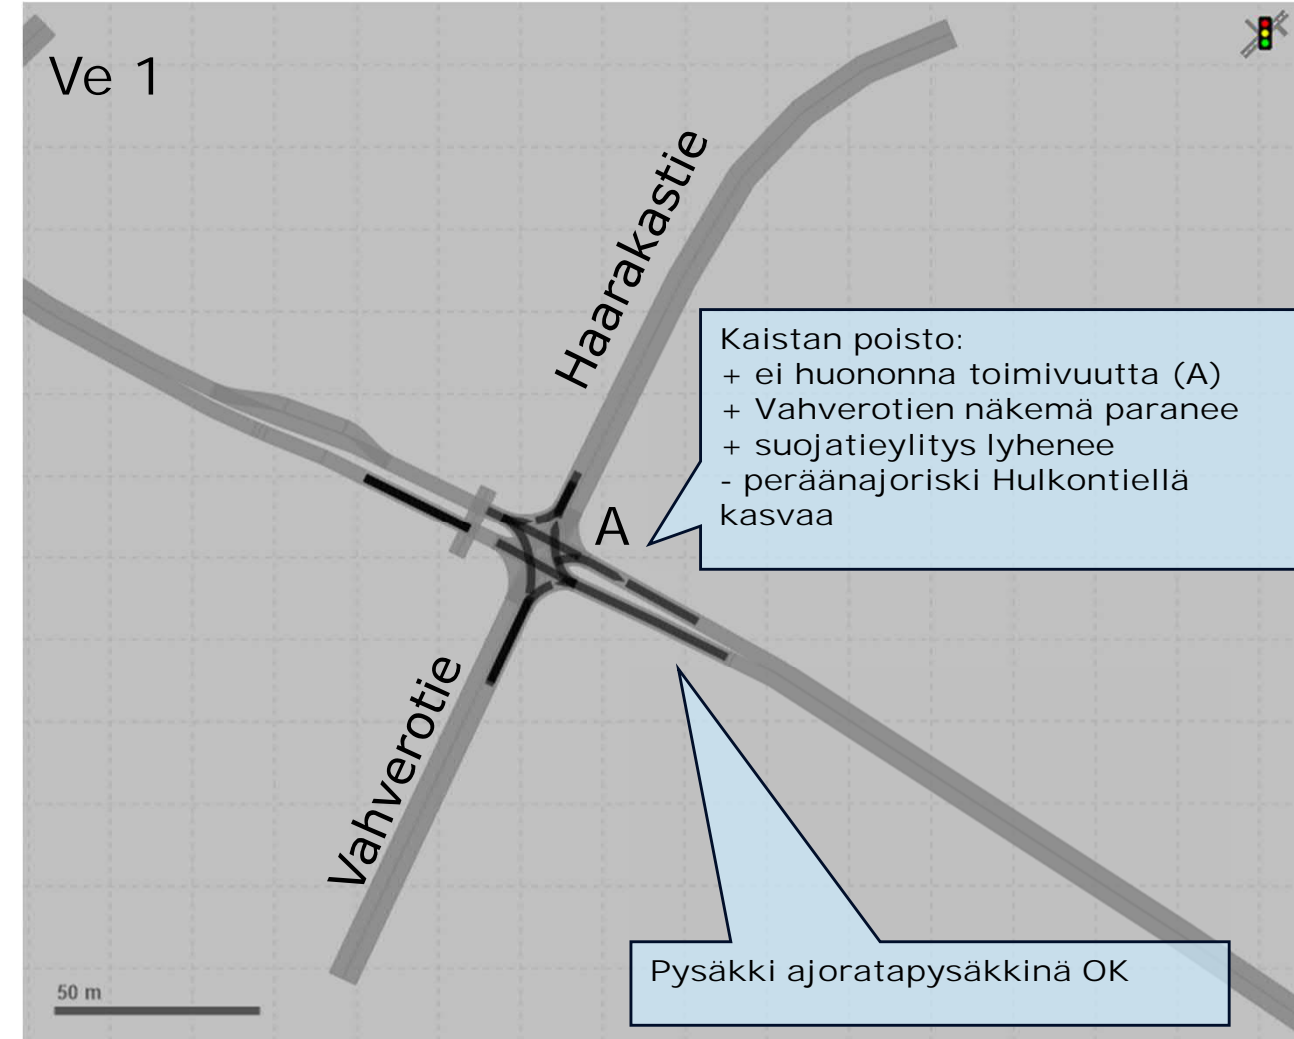 Ve 1
Haarakastie
Kaistan poisto:
+ ei huononna toimivuutta (A)
+ Vahverotien näkemä paranee
+ suojatieylitys lyhenee
- peräänajoriski Hulkontiellä
kasvaa
A
Vahverotie
Pysäkki ajoratapysäkkinä OK
50 m